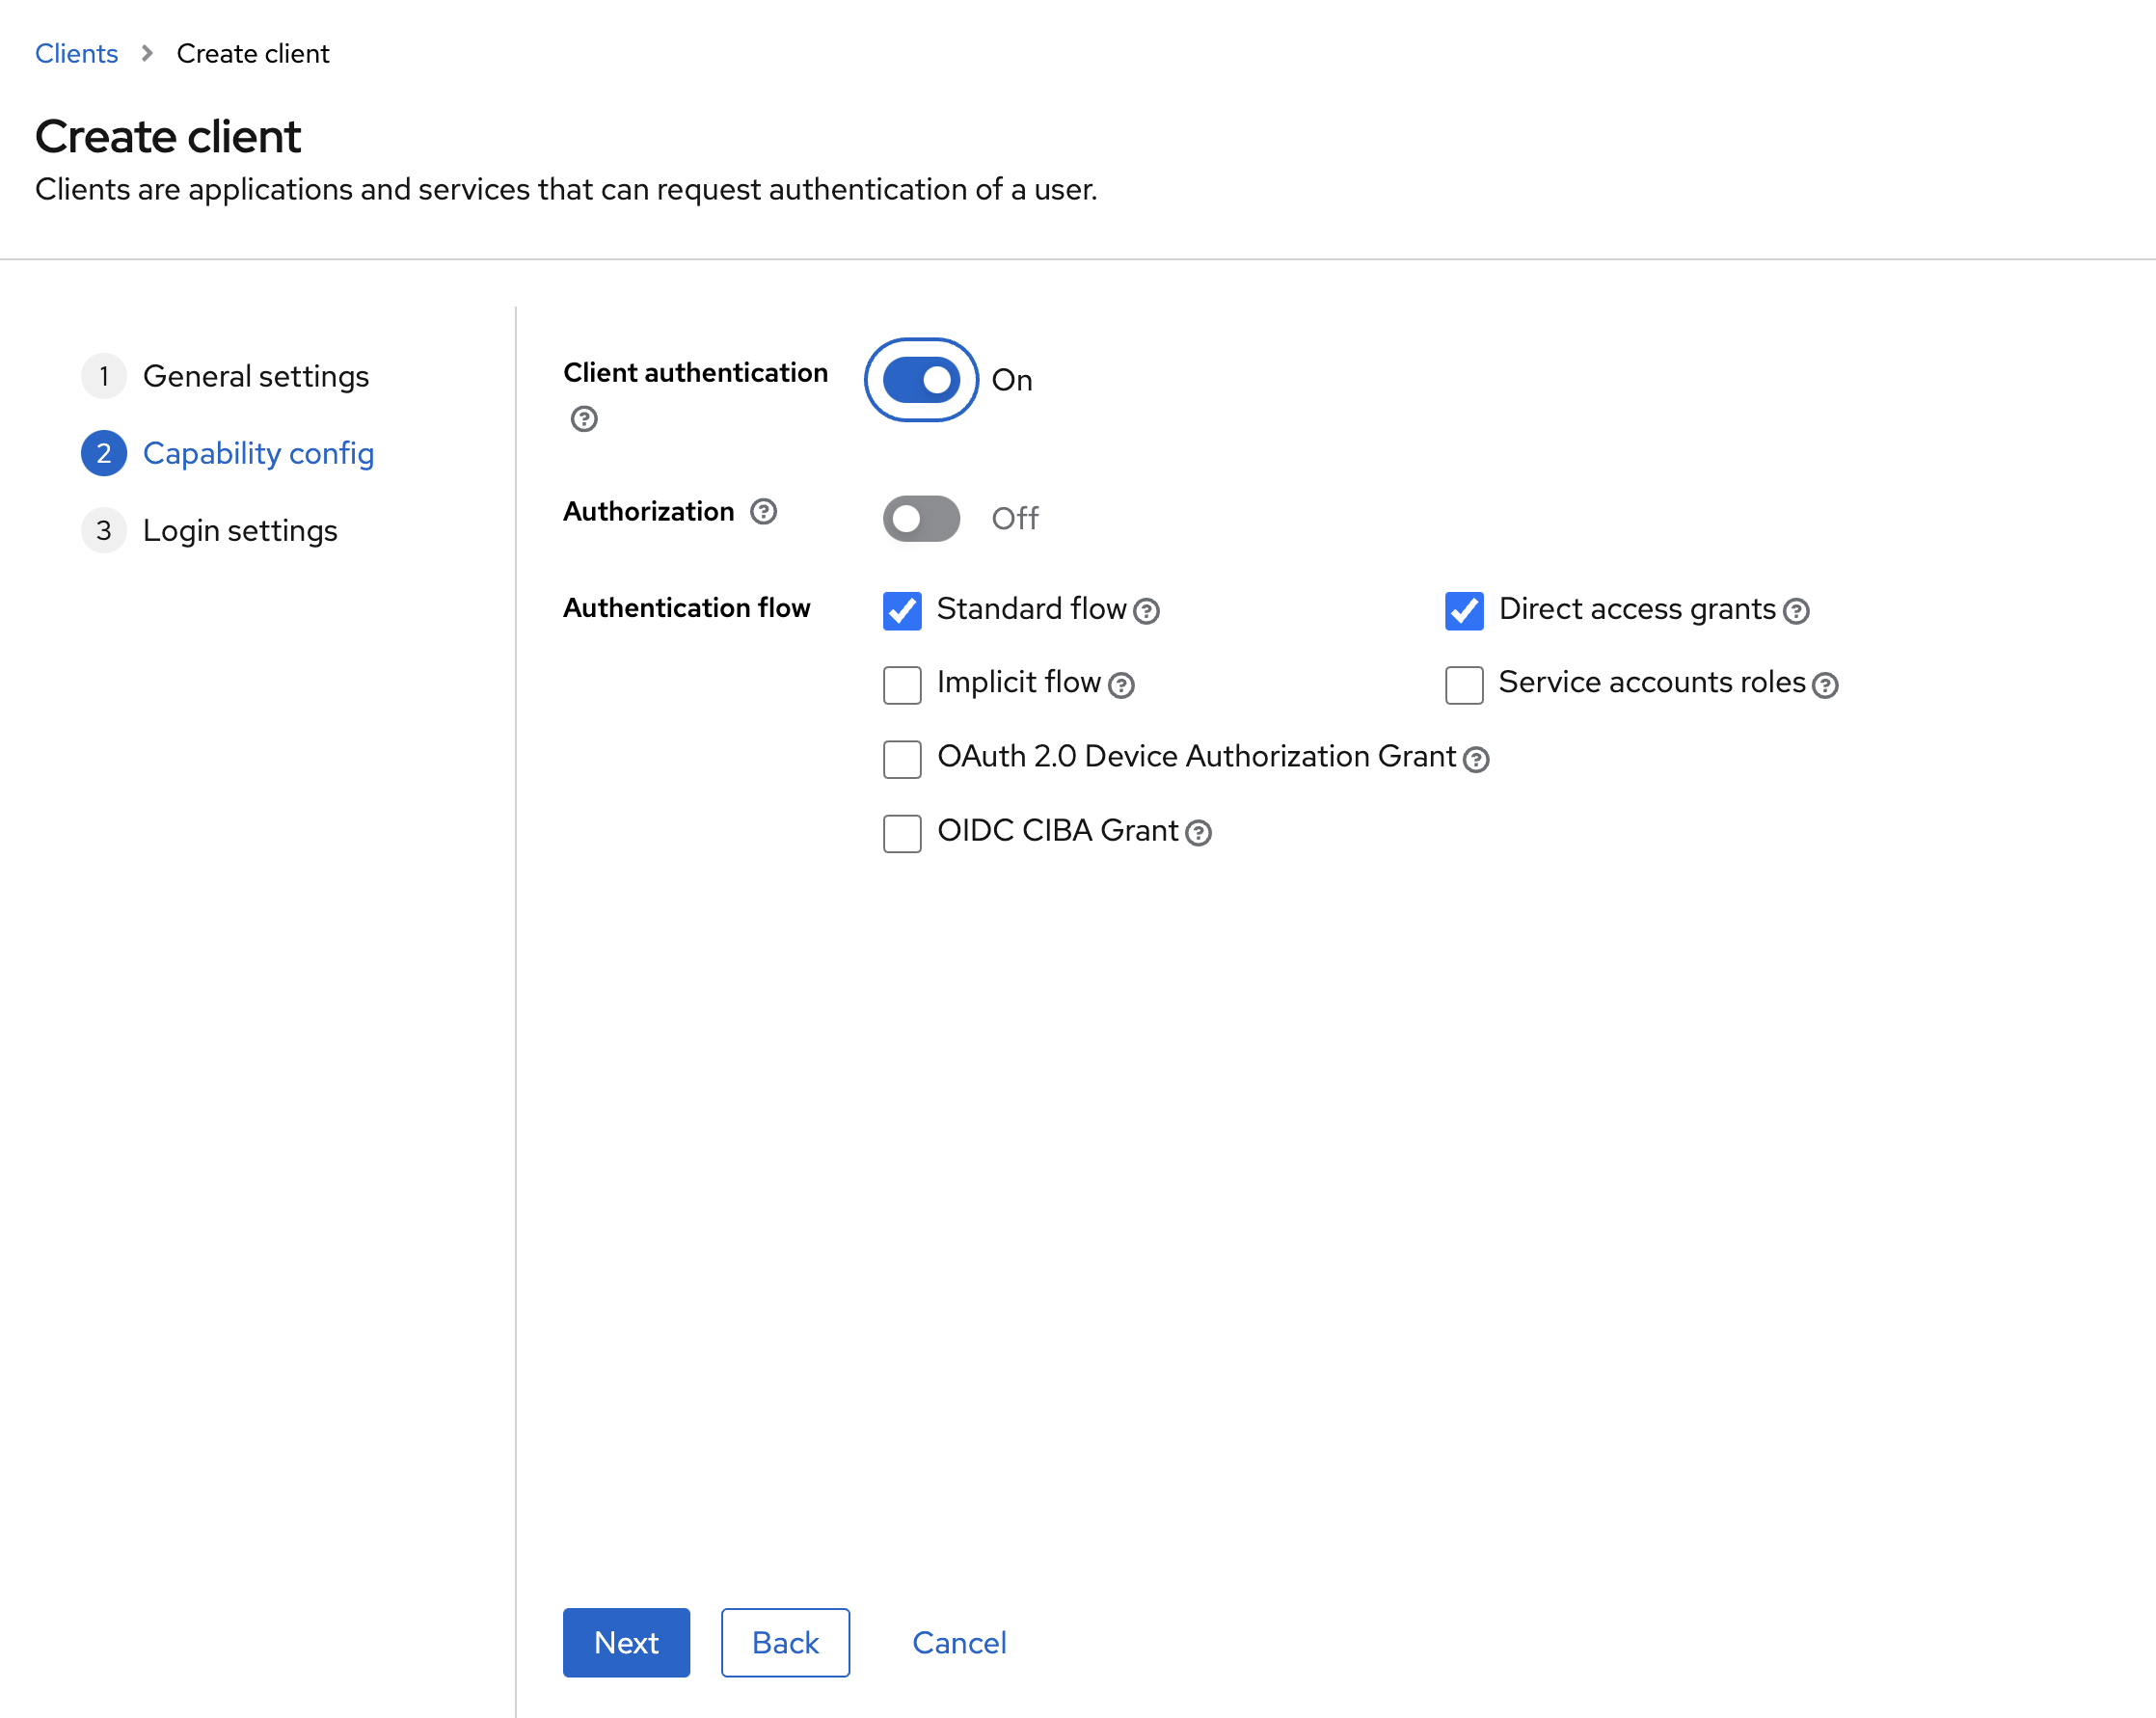 Clients > Create client
Create client
Clients are applications and services that can request authentication of a user.
1 General settings
2 Capability config
3 Login settings
Client authentication ? On
Authorization ? Off
Authentication flow
Standard flow ? Direct access grants ?
Implicit flow ? Service accounts roles ?
OAuth 2.0 Device Authorization Grant ?
OIDC CIBA Grant ?
Next Back Cancel